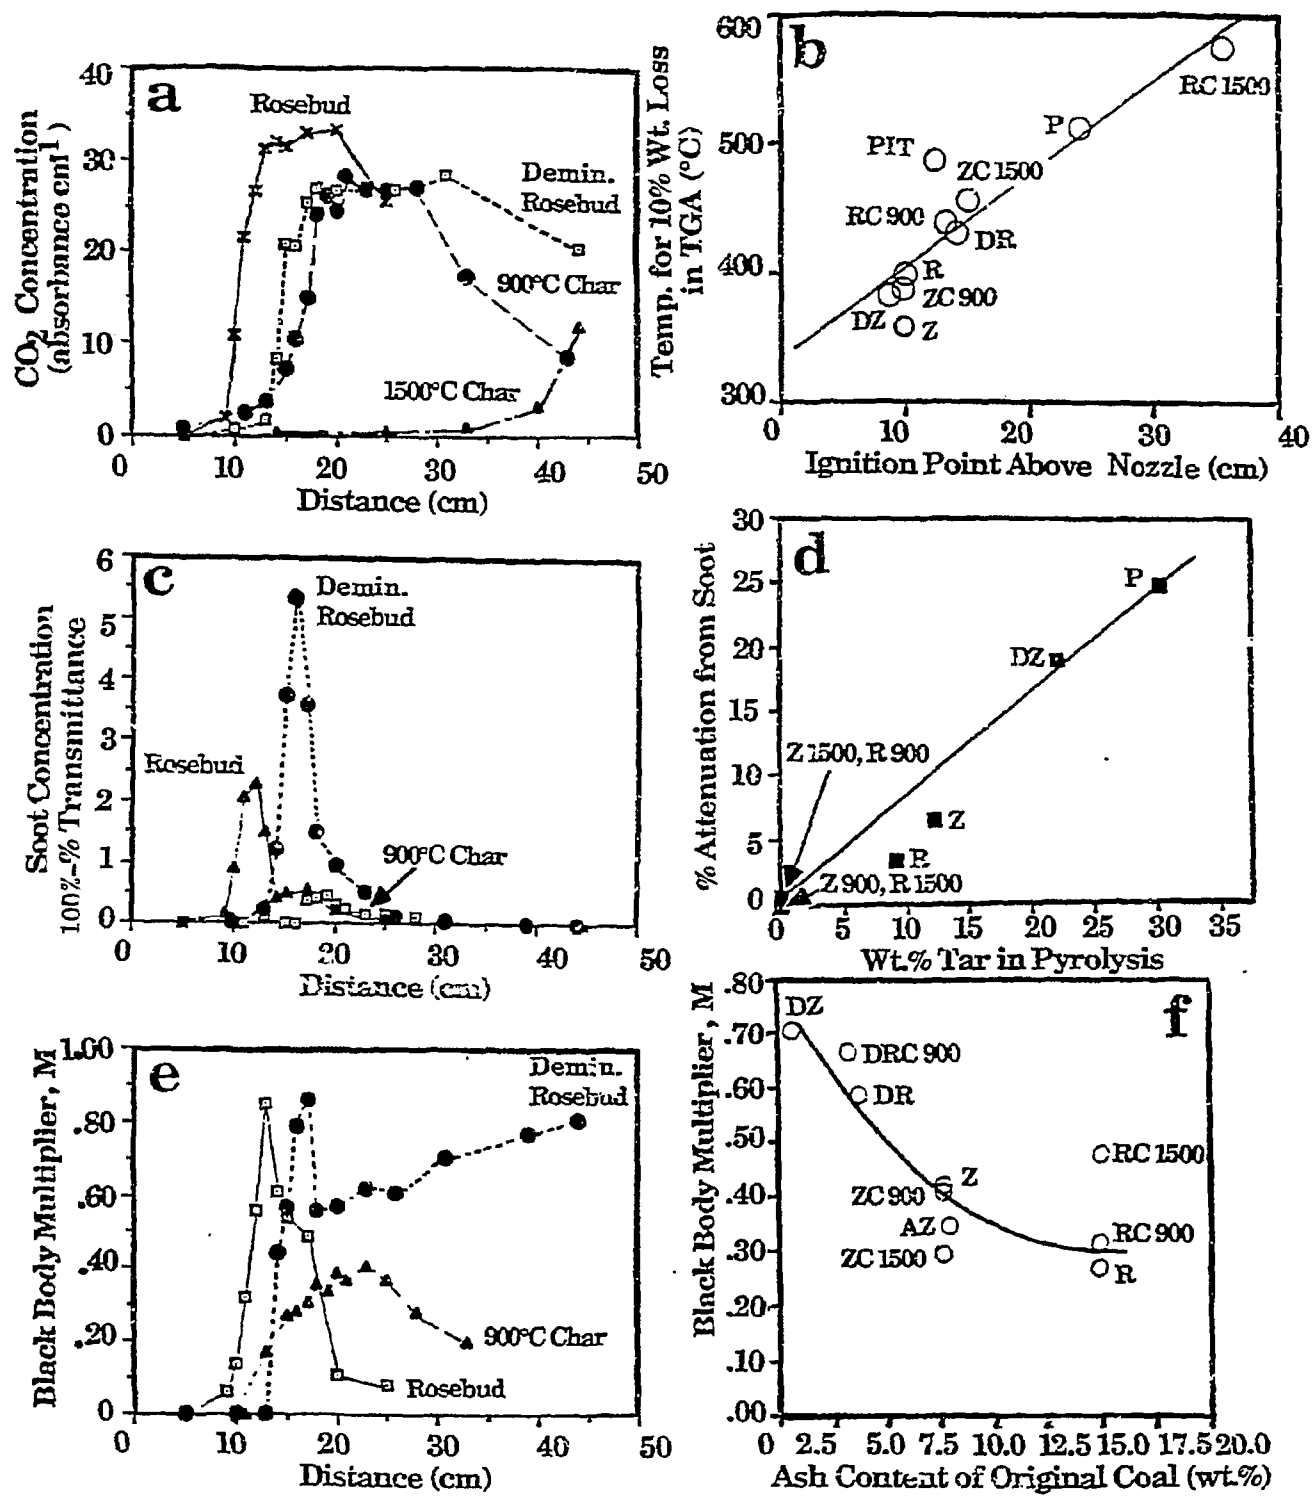 a
40
30
20
10
0
CO2 Concentration
(absorbance cm1)
Rosebud
Demin.
Rosebud
900°C Char
1500°C Char
0 10 20 30 40 50
Distance (cm)
b
600
500
400
300
Temp. for 10% Wt. Loss
in TGA (°C)
RC 1500
P
PIT
ZC 1500
RC 900
DR
R
ZC 900
DZ
Z
0 10 20 30 40
Ignition Point Above Nozzle (cm)
c
6
5
4
3
2
1
0
Soot Concentration
100%-% Transmittance
Demin.
Rosebud
Rosebud
900°C Char
0 10 20 30 40 50
Distance (cm)
d
30
25
20
15
10
5
0
% Attenuation from Soot
P
DZ
Z 1500, R 900
Z
R
Z 900, R 1500
0 5 10 15 20 25 30 35
Wt.% Tar in Pyrolysis
e
1.00
.80
.60
.40
.20
0
Black Body Multiplier, M
Demin.
Rosebud
900°C Char
Rosebud
0 10 20 30 40 50
Distance (cm)
f
.80
.70
.60
.50
.40
.30
.20
.10
.00
Black Body Multiplier, M
DZ
DRC 900
DR
RC 1500
Z
ZC 900
AZ
RC 900
ZC 1500
R
0 2.5 5.0 7.5 10.0 12.5 15.0 17.5 20.0
Ash Content of Original Coal (wt.%)